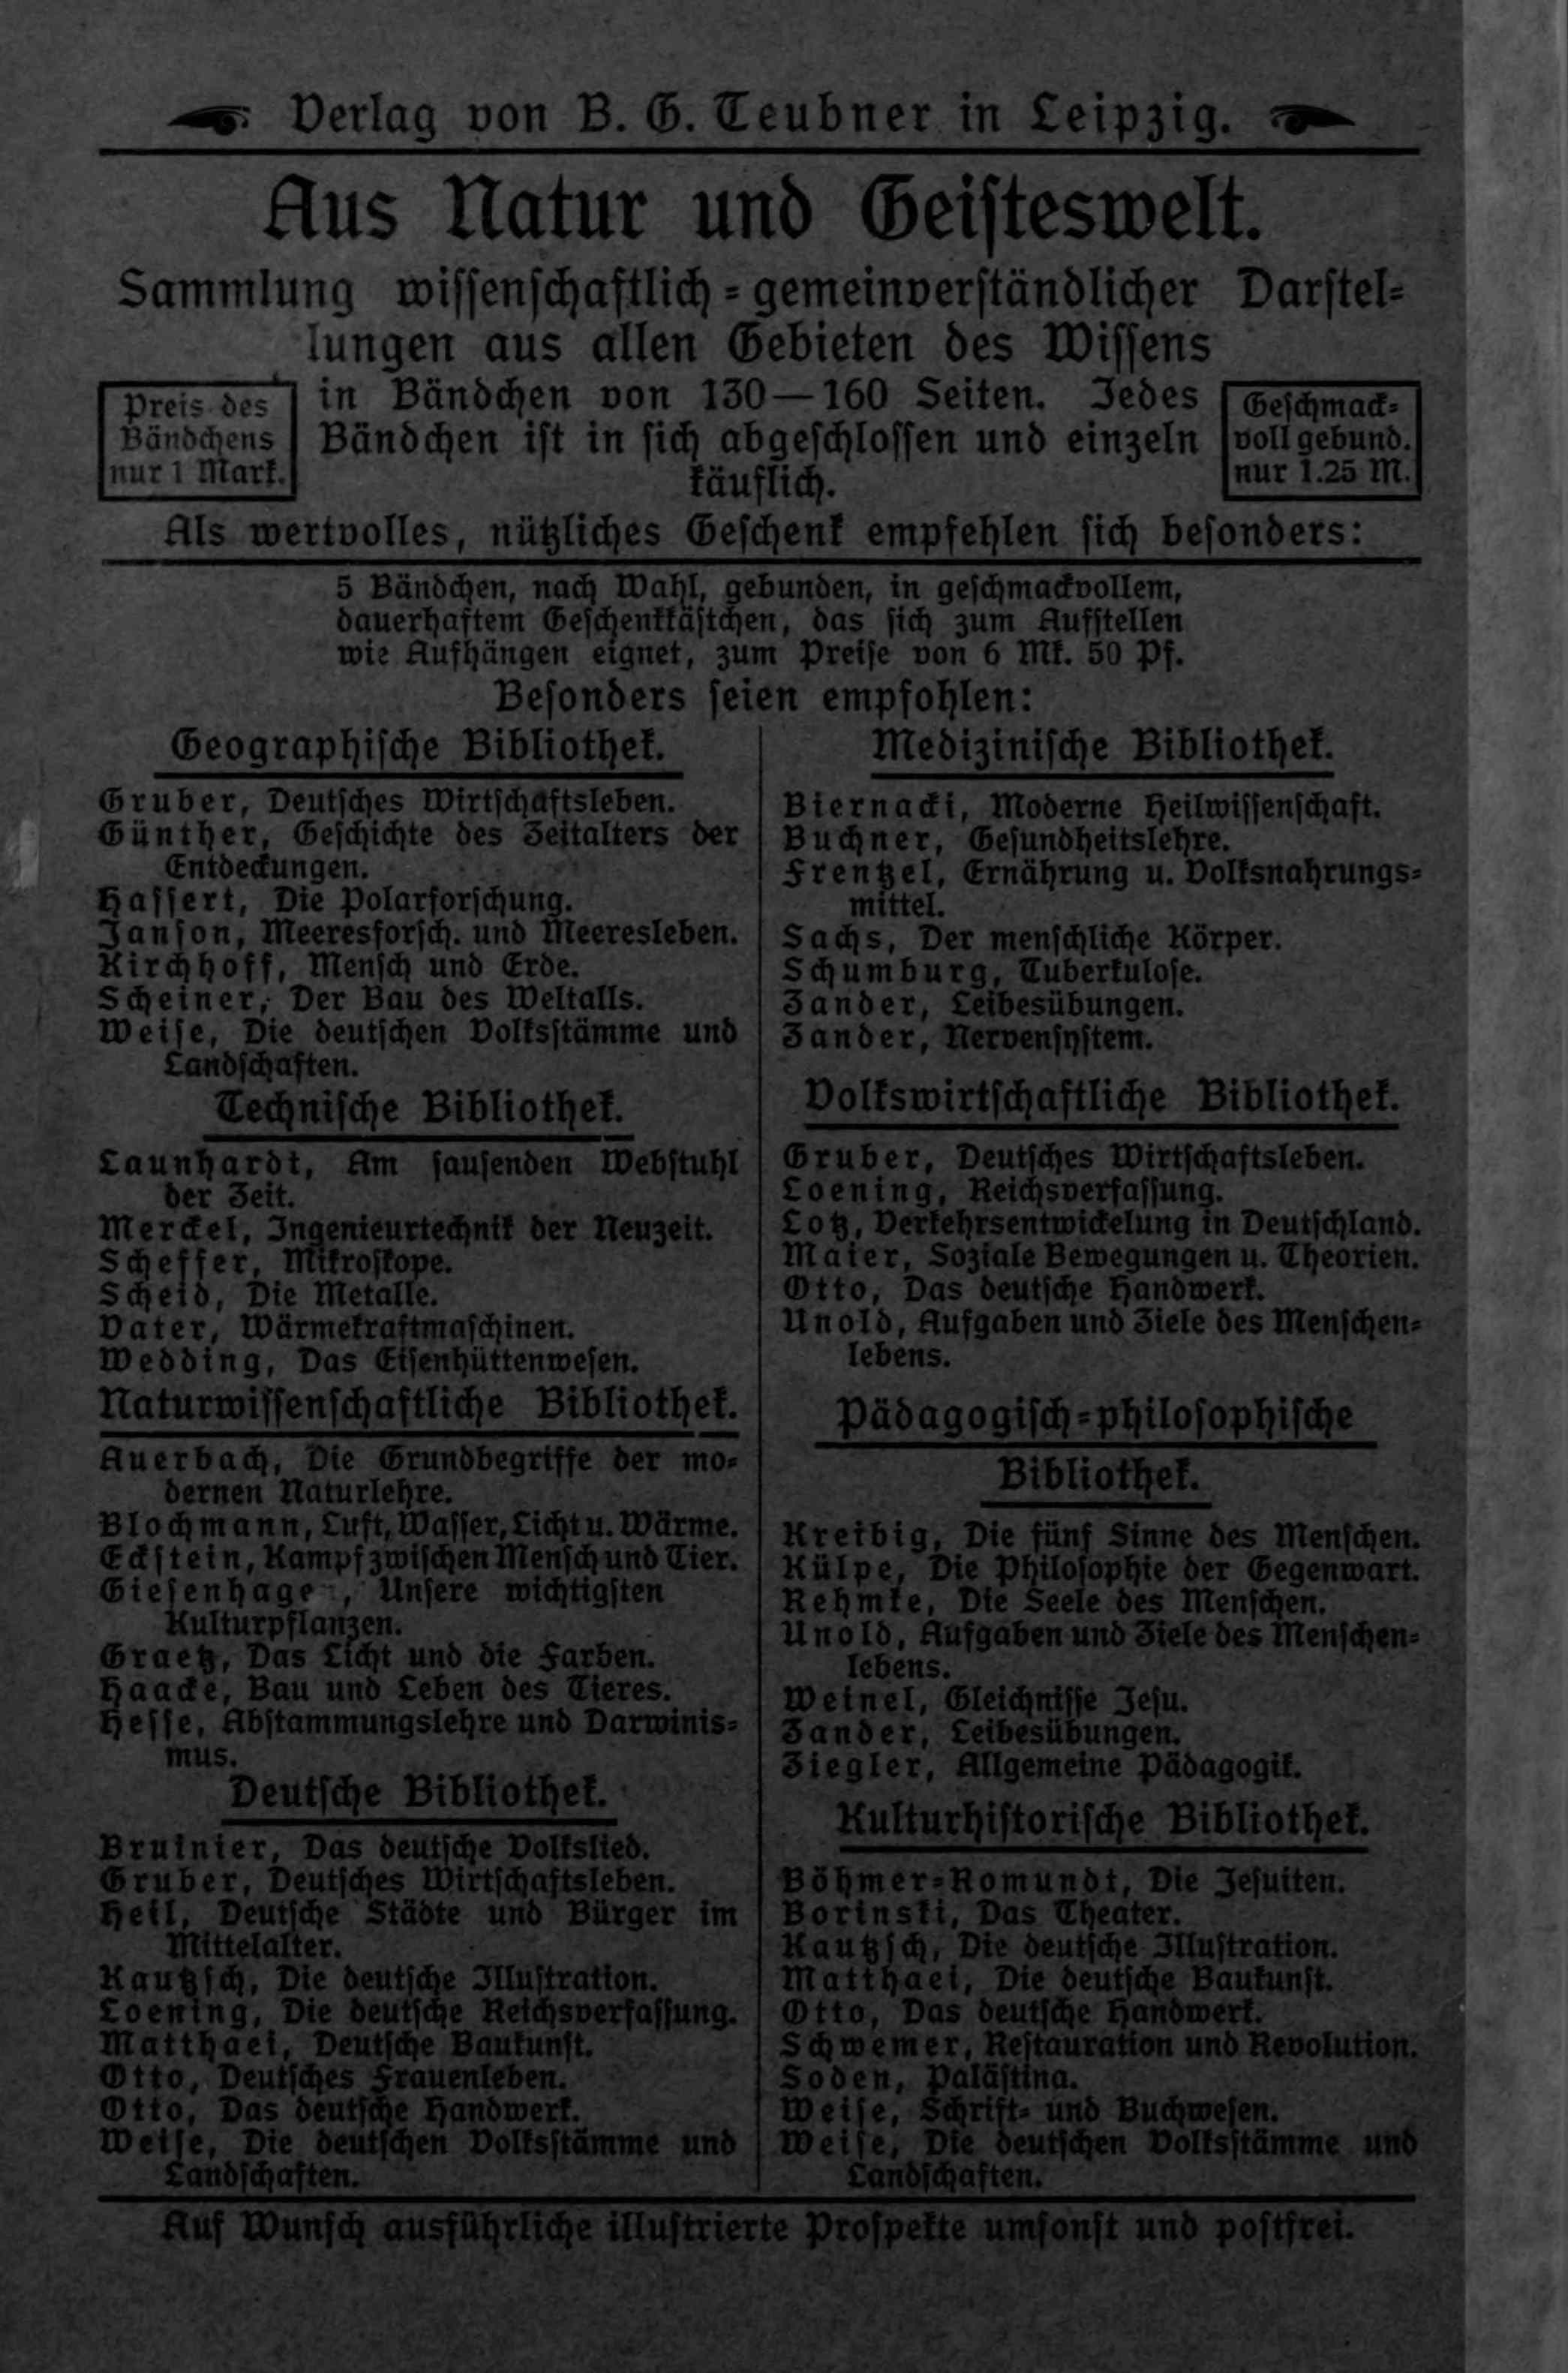 Verlag von B. G. Teubner in Leipzig.
Aus Natur und Geisteswelt.
Sammlung wissenschaftlich-gemeinverständlicher Darstel-
lungen aus allen Gebieten des Wissens
Preis des
Bändchens
nur 1 Mark.
in Bändchen von 130—160 Seiten. Jedes
Bändchen ist in sich abgeschlossen und einzeln
käuflich.
Geschmack-
voll gebund.
nur 1.25 M.
Als wertvolles, nützliches Geschenk empfehlen sich besonders:
5 Bändchen, nach Wahl, gebunden, in geschmackvollem,
dauerhaftem Geschenkkästchen, das sich zum Aufstellen
wie Aufhängen eignet, zum Preise von 6 Mk. 50 Pf.
Besonders seien empfohlen:
Geographische Bibliothek.
Gruber, Deutsches Wirtschaftsleben.
Günther, Geschichte des Zeitalters der
Entdeckungen.
Hassert, Die Polarforschung.
Janson, Meeresforsch. und Meeresleben.
Kirchhoff, Mensch und Erde.
Scheiner, Der Bau des Weltalls.
Weise, Die deutschen Volksstämme und
Landschaften.
Technische Bibliothek.
Launhardt, Am sausenden Webstuhl
der Zeit.
Merckel, Ingenieurtechnik der Neuzeit.
Scheffer, Mikroskope.
Scheid, Die Metalle.
Vater, Wärmekraftmaschinen.
Wedding, Das Eisenhüttenwesen.
Naturwissenschaftliche Bibliothek.
Auerbach, Die Grundbegriffe der mo-
dernen Naturlehre.
Blochmann, Luft, Wasser, Licht u. Wärme.
Eckstein, Kampf zwischen Mensch und Tier.
Giesenhage , Unsere wichtigsten
Kulturpflanzen.
Graetz, Das Licht und die Farben.
Haacke, Bau und Leben des Tieres.
Hesse, Abstammungslehre und Darwinis-
mus.
Deutsche Bibliothek.
Bruinier, Das deutsche Volkslied.
Gruber, Deutsches Wirtschaftsleben.
Heil, Deutsche Städte und Bürger im
Mittelalter.
Kautzsch, Die deutsche Illustration.
Loening, Die deutsche Reichsverfassung.
Matthaei, Deutsche Baukunst.
Otto, Deutsches Frauenleben.
Otto, Das deutsche Handwerk.
Weise, Die deutschen Volksstämme und
Landschaften.
Medizinische Bibliothek.
Biernacki, Moderne Heilwissenschaft.
Buchner, Gesundheitslehre.
Frentzel, Ernährung u. Volksnahrungs-
mittel.
Sachs, Der menschliche Körper.
Schumburg, Tuberkulose.
Zander, Leibesübungen.
Zander, Nervensystem.
Volkswirtschaftliche Bibliothek.
Gruber, Deutsches Wirtschaftsleben.
Loening, Reichsverfassung.
Lotz, Verkehrsentwickelung in Deutschland.
Maier, Soziale Bewegungen u. Theorien.
Otto, Das deutsche Handwerk.
Unold, Aufgaben und Ziele des Menschen-
lebens.
Pädagogisch-philosophische
Bibliothek.
Kreibig, Die fünf Sinne des Menschen.
Külpe, Die Philosophie der Gegenwart.
Rehmke, Die Seele des Menschen.
Unold, Aufgaben und Ziele des Menschen-
lebens.
Weinel, Gleichnisse Jesu.
Zander, Leibesübungen.
Ziegler, Allgemeine Pädagogik.
Kulturhistorische Bibliothek.
Böhmer-Romundt, Die Jesuiten.
Borinski, Das Theater.
Kautzsch, Die deutsche Illustration.
Matthaei, Die deutsche Baukunst.
Otto, Das deutsche Handwerk.
Schwemer, Restauration und Revolution.
Soden, Palästina.
Weise, Schrift- und Buchwesen.
Weise, Die deutschen Volksstämme und
Landschaften.
Auf Wunsch ausführliche illustrierte Prospekte umsonst und postfrei.